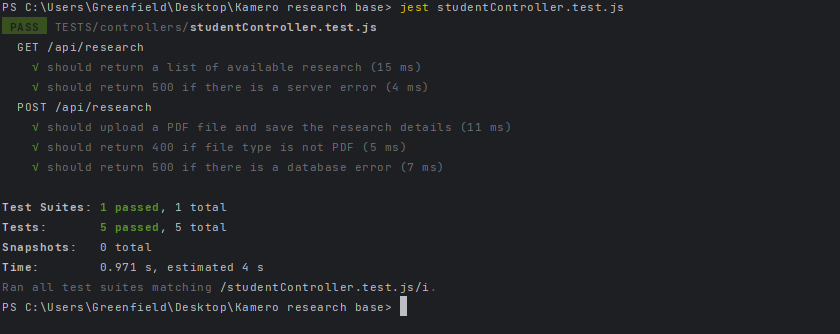 PS C:\Users\Greenfield\Desktop\Kamero research base> jest studentController.test.js
PASS TESTS/controllers/studentController.test.js
GET /api/research
√ should return a list of available research (15 ms)
√ should return 500 if there is a server error (4 ms)
POST /api/research
√ should upload a PDF file and save the research details (11 ms)
√ should return 400 if file type is not PDF (5 ms)
√ should return 500 if there is a database error (7 ms)
Test Suites: 1 passed, 1 total
Tests: 5 passed, 5 total
Snapshots: 0 total
Time: 0.971 s, estimated 4 s
Ran all test suites matching /studentController.test.js/i.
PS C:\Users\Greenfield\Desktop\Kamero research base>